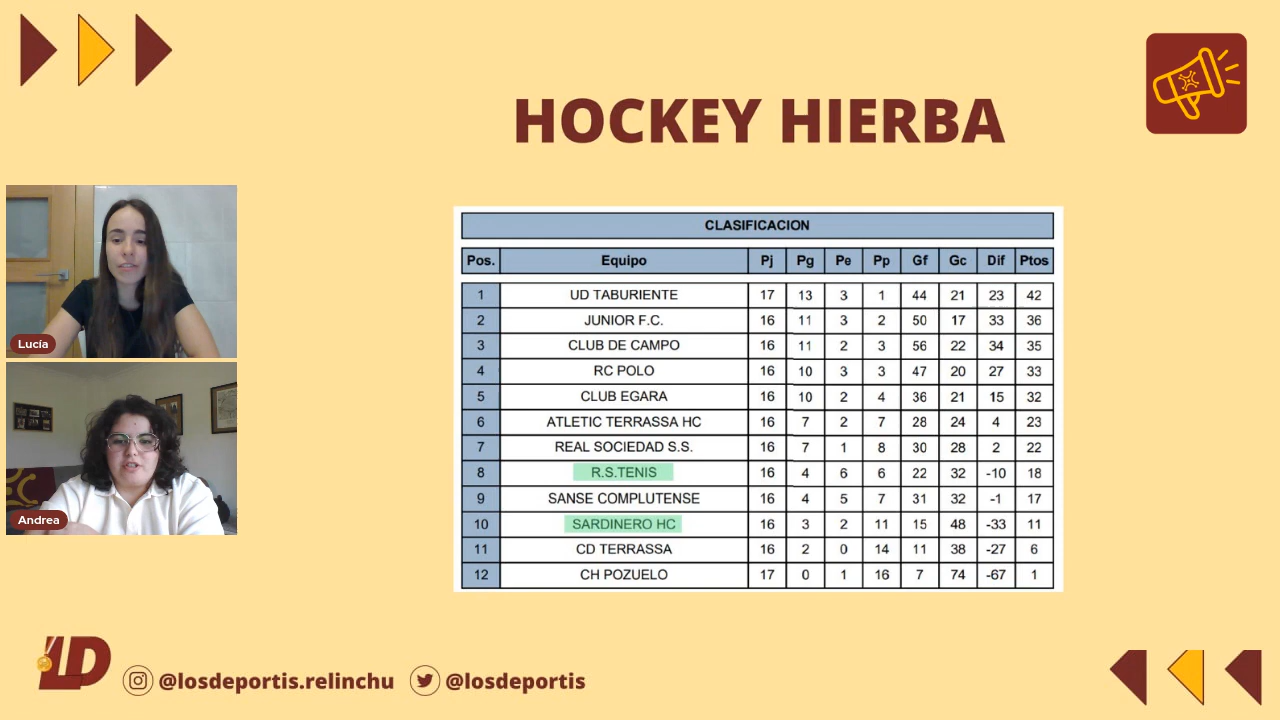 HOCKEY HIERBA
CLASIFICACION
Pos. Equipo Pj Pg Pe Pp Gf Gc Dif Ptos
1 UD TABURIENTE 17 13 3 1 44 21 23 42
2 JUNIOR F.C. 16 11 3 2 50 17 33 36
3 CLUB DE CAMPO 16 11 2 3 56 22 34 35
4 RC POLO 16 10 3 3 47 20 27 33
5 CLUB EGARA 16 10 2 4 36 21 15 32
6 ATLETIC TERRASSA HC 16 7 2 7 28 24 4 23
7 REAL SOCIEDAD S.S. 16 7 1 8 30 28 2 22
8 R.S.TENIS 16 4 6 6 22 32 -10 18
9 SANSE COMPLUTENSE 16 4 5 7 31 32 -1 17
10 SARDINERO HC 16 3 2 11 15 48 -33 11
11 CD TERRASSA 16 2 0 14 11 38 -27 6
12 CH POZUELO 17 0 1 16 7 74 -67 1
Lucía
Andrea
LD @losdeportis.relinchu @losdeportis